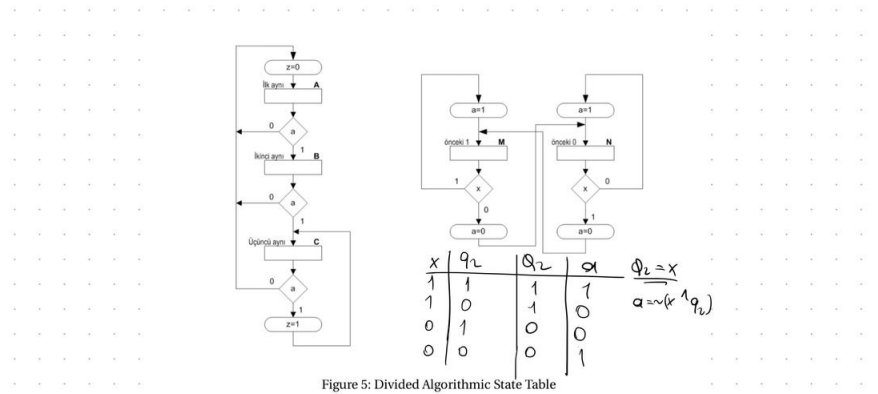 z=0
İlk aynı A
0 a
1
İkinci aynı B
0 a
1
Üçüncü aynı C
0 a
1
z=1
a=1 a=1
önceki 1 M önceki 0 N
1 x x 0
0 1
a=0 a=0
x q2 Q2 a Q2=x
1 1 1 1 a=~(x^q2)
1 0 1 0
0 1 0 0
0 0 0 1
Figure 5: Divided Algorithmic State Table